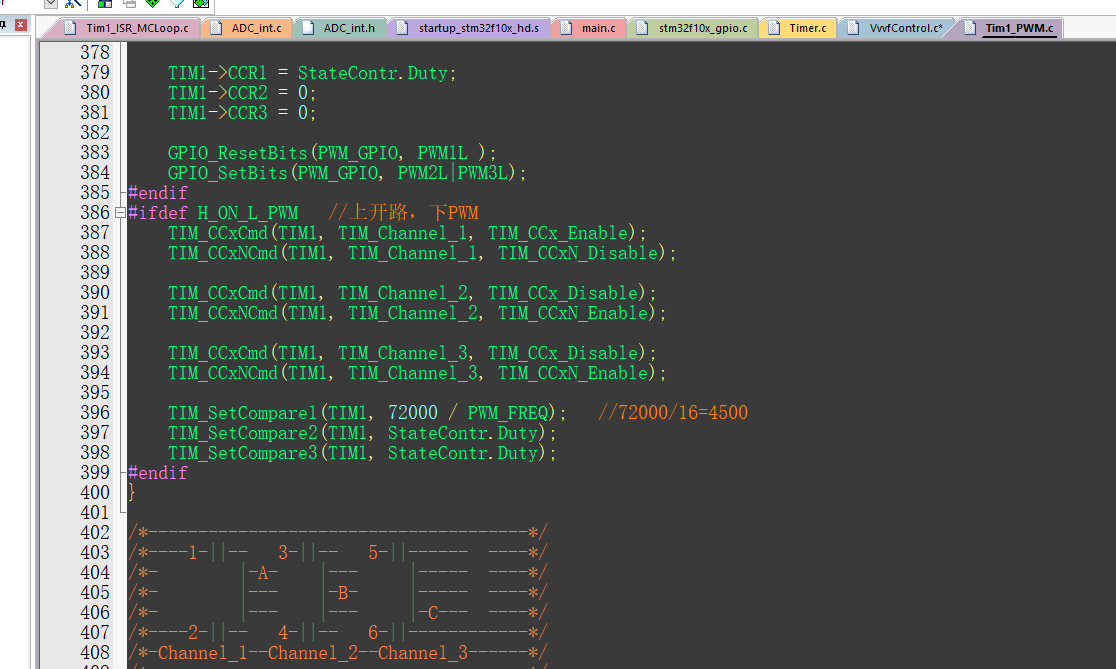 Tim1_ISR_MCLoop.c ADC_int.c ADC_int.h startup_stm32f10x_hd.s main.c stm32f10x_gpio.c Timer.c VvvfControl.c* Tim1_PWM.c
378
379 TIM1->CCR1 = StateContr.Duty;
380 TIM1->CCR2 = 0;
381 TIM1->CCR3 = 0;
382
383 GPIO_ResetBits(PWM_GPIO, PWM1L );
384 GPIO_SetBits(PWM_GPIO, PWM2L|PWM3L);
385 #endif
386 #ifdef H_ON_L_PWM //上开路，下PWM
387 TIM_CCxCmd(TIM1, TIM_Channel_1, TIM_CCx_Enable);
388 TIM_CCxNCmd(TIM1, TIM_Channel_1, TIM_CCxN_Disable);
389
390 TIM_CCxCmd(TIM1, TIM_Channel_2, TIM_CCx_Disable);
391 TIM_CCxNCmd(TIM1, TIM_Channel_2, TIM_CCxN_Enable);
392
393 TIM_CCxCmd(TIM1, TIM_Channel_3, TIM_CCx_Disable);
394 TIM_CCxNCmd(TIM1, TIM_Channel_3, TIM_CCxN_Enable);
395
396 TIM_SetCompare1(TIM1, 72000 / PWM_FREQ); //72000/16=4500
397 TIM_SetCompare2(TIM1, StateContr.Duty);
398 TIM_SetCompare3(TIM1, StateContr.Duty);
399 #endif
400 }
401
402 /*--------------------------------------*/
403 /*----1-||-- 3-||-- 5-||------ ----*/
404 /*- |-A- |--- |----- ----*/
405 /*- |--- |-B- |----- ----*/
406 /*- |--- |--- |-C--- ----*/
407 /*----2-||-- 4-||-- 6-||------------*/
408 /*-Channel_1--Channel_2--Channel_3------*/